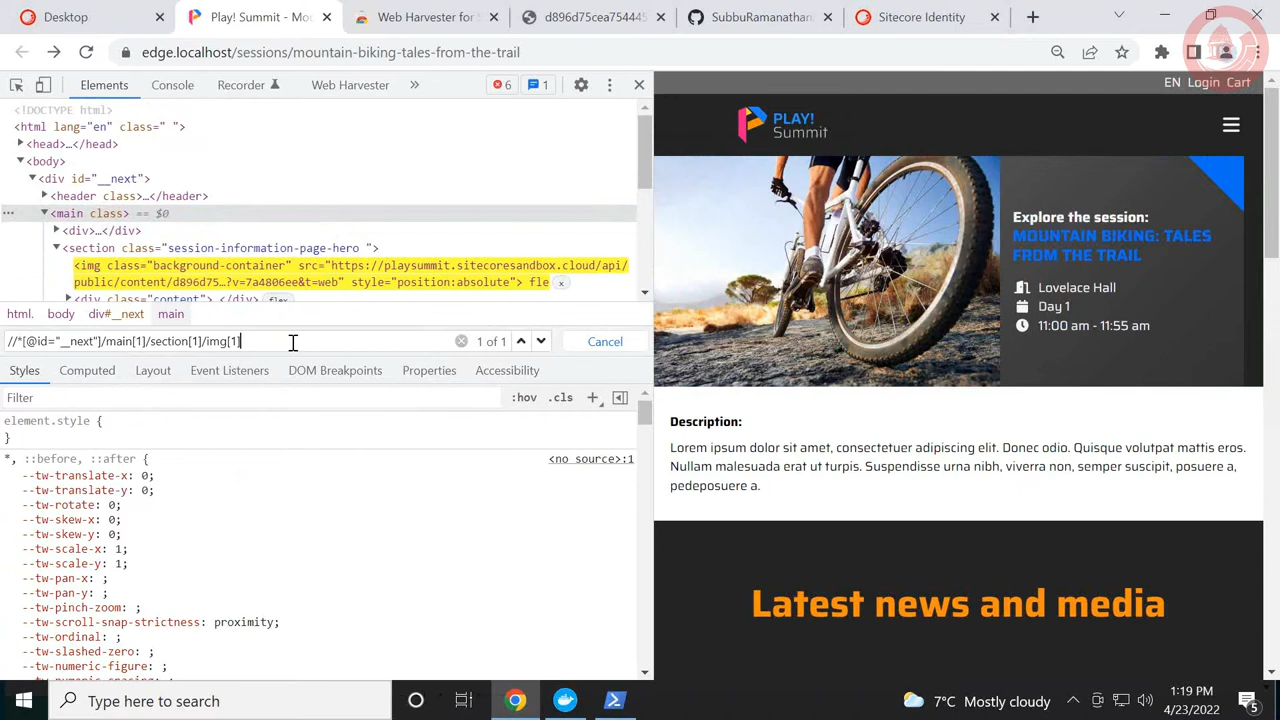 Desktop
Play! Summit - Mou
Web Harvester for S
d896d75cea754445
SubbuRamanathan/
Sitecore Identity
edge.localhost/sessions/mountain-biking-tales-from-the-trail
Elements Console Recorder Web Harvester » 6 1
<!DOCTYPE html>
<html lang="en" class=" ">
<head>…</head>
<body>
<div id="__next">
<header class>…</header>
<main class> == $0
<div>…</div>
<section class="session-information-page-hero ">
<img class="background-container" src="https://playsummit.sitecoresandbox.cloud/api/
public/content/d896d75…?v=7a4806ee&t=web" style="position:absolute"> fle
<div class="content"> </div> flex
html. body div#__next main
//*[@id="__next"]/main[1]/section[1]/img[1] 1 of 1 Cancel
Styles Computed Layout Event Listeners DOM Breakpoints Properties Accessibility
Filter :hov .cls
element.style {
}
*, ::before, ::after { <no source>:1
--tw-translate-x: 0;
--tw-translate-y: 0;
--tw-rotate: 0;
--tw-skew-x: 0;
--tw-skew-y: 0;
--tw-scale-x: 1;
--tw-scale-y: 1;
--tw-pan-x: ;
--tw-pan-y: ;
--tw-pinch-zoom: ;
--tw-scroll-snap-strictness: proximity;
--tw-ordinal: ;
--tw-slashed-zero: ;
--tw-numeric-figure: ;
EN Login Cart
PLAY!
Summit
Explore the session:
MOUNTAIN BIKING: TALES
FROM THE TRAIL
Lovelace Hall
Day 1
11:00 am - 11:55 am
Description:
Lorem ipsum dolor sit amet, consectetuer adipiscing elit. Donec odio. Quisque volutpat mattis eros.
Nullam malesuada erat ut turpis. Suspendisse urna nibh, viverra non, semper suscipit, posuere a,
pedeposuere a.
Latest news and media
Type here to search
7°C Mostly cloudy
1:19 PM
4/23/2022
5